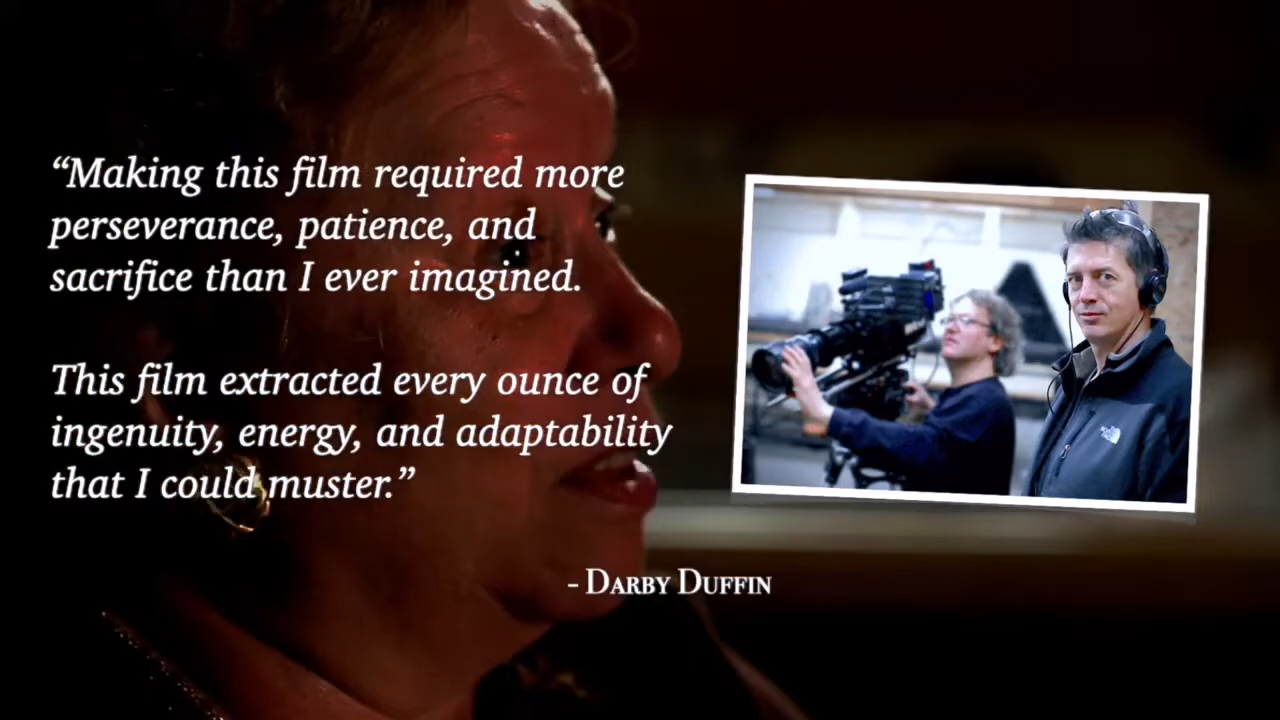 “Making this film required more
perseverance, patience, and
sacrifice than I ever imagined.
This film extracted every ounce of
ingenuity, energy, and adaptability
that I could muster.”
- Darby Duffin